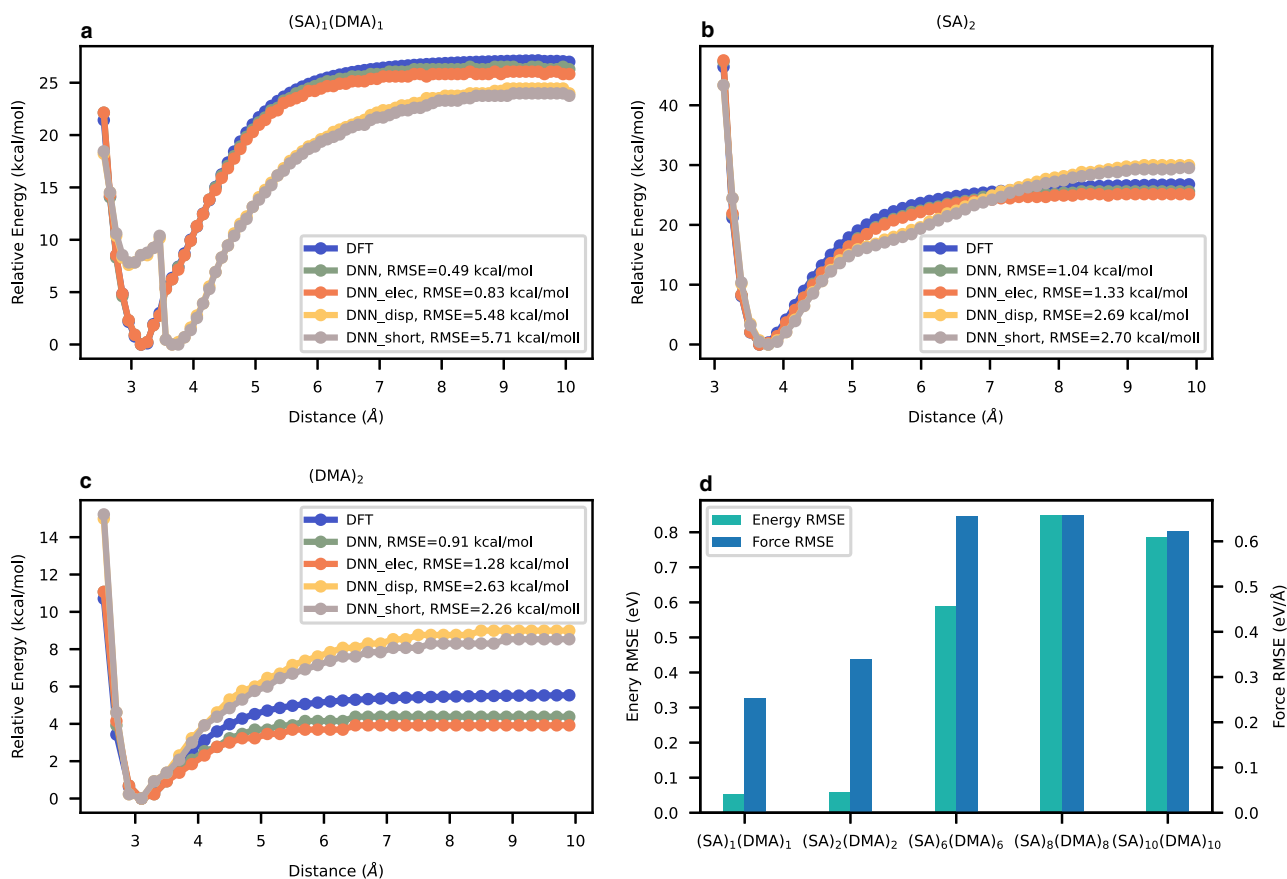 a
(SA)₁(DMA)₁
Relative Energy (kcal/mol)
25
20
15
10
5
0
DFT
DNN, RMSE=0.49 kcal/mol
DNN_elec, RMSE=0.83 kcal/mol
DNN_disp, RMSE=5.48 kcal/mol
DNN_short, RMSE=5.71 kcal/moll
3 4 5 6 7 8 9 10
Distance (Å)
b
(SA)₂
Relative Energy (kcal/mol)
40
30
20
10
0
DFT
DNN, RMSE=1.04 kcal/mol
DNN_elec, RMSE=1.33 kcal/mol
DNN_disp, RMSE=2.69 kcal/mol
DNN_short, RMSE=2.70 kcal/moll
3 4 5 6 7 8 9 10
Distance (Å)
c
(DMA)₂
Relative Energy (kcal/mol)
14
12
10
8
6
4
2
0
DFT
DNN, RMSE=0.91 kcal/mol
DNN_elec, RMSE=1.28 kcal/mol
DNN_disp, RMSE=2.63 kcal/mol
DNN_short, RMSE=2.26 kcal/moll
3 4 5 6 7 8 9 10
Distance (Å)
d
Enery RMSE (eV)
0.8
0.7
0.6
0.5
0.4
0.3
0.2
0.1
0.0
Energy RMSE
Force RMSE
0.6
0.5
0.4
0.3
0.2
0.1
0.0
Force RMSE (eV/Å)
(SA)₁(DMA)₁ (SA)₂(DMA)₂ (SA)₆(DMA)₆ (SA)₈(DMA)₈ (SA)₁₀(DMA)₁₀